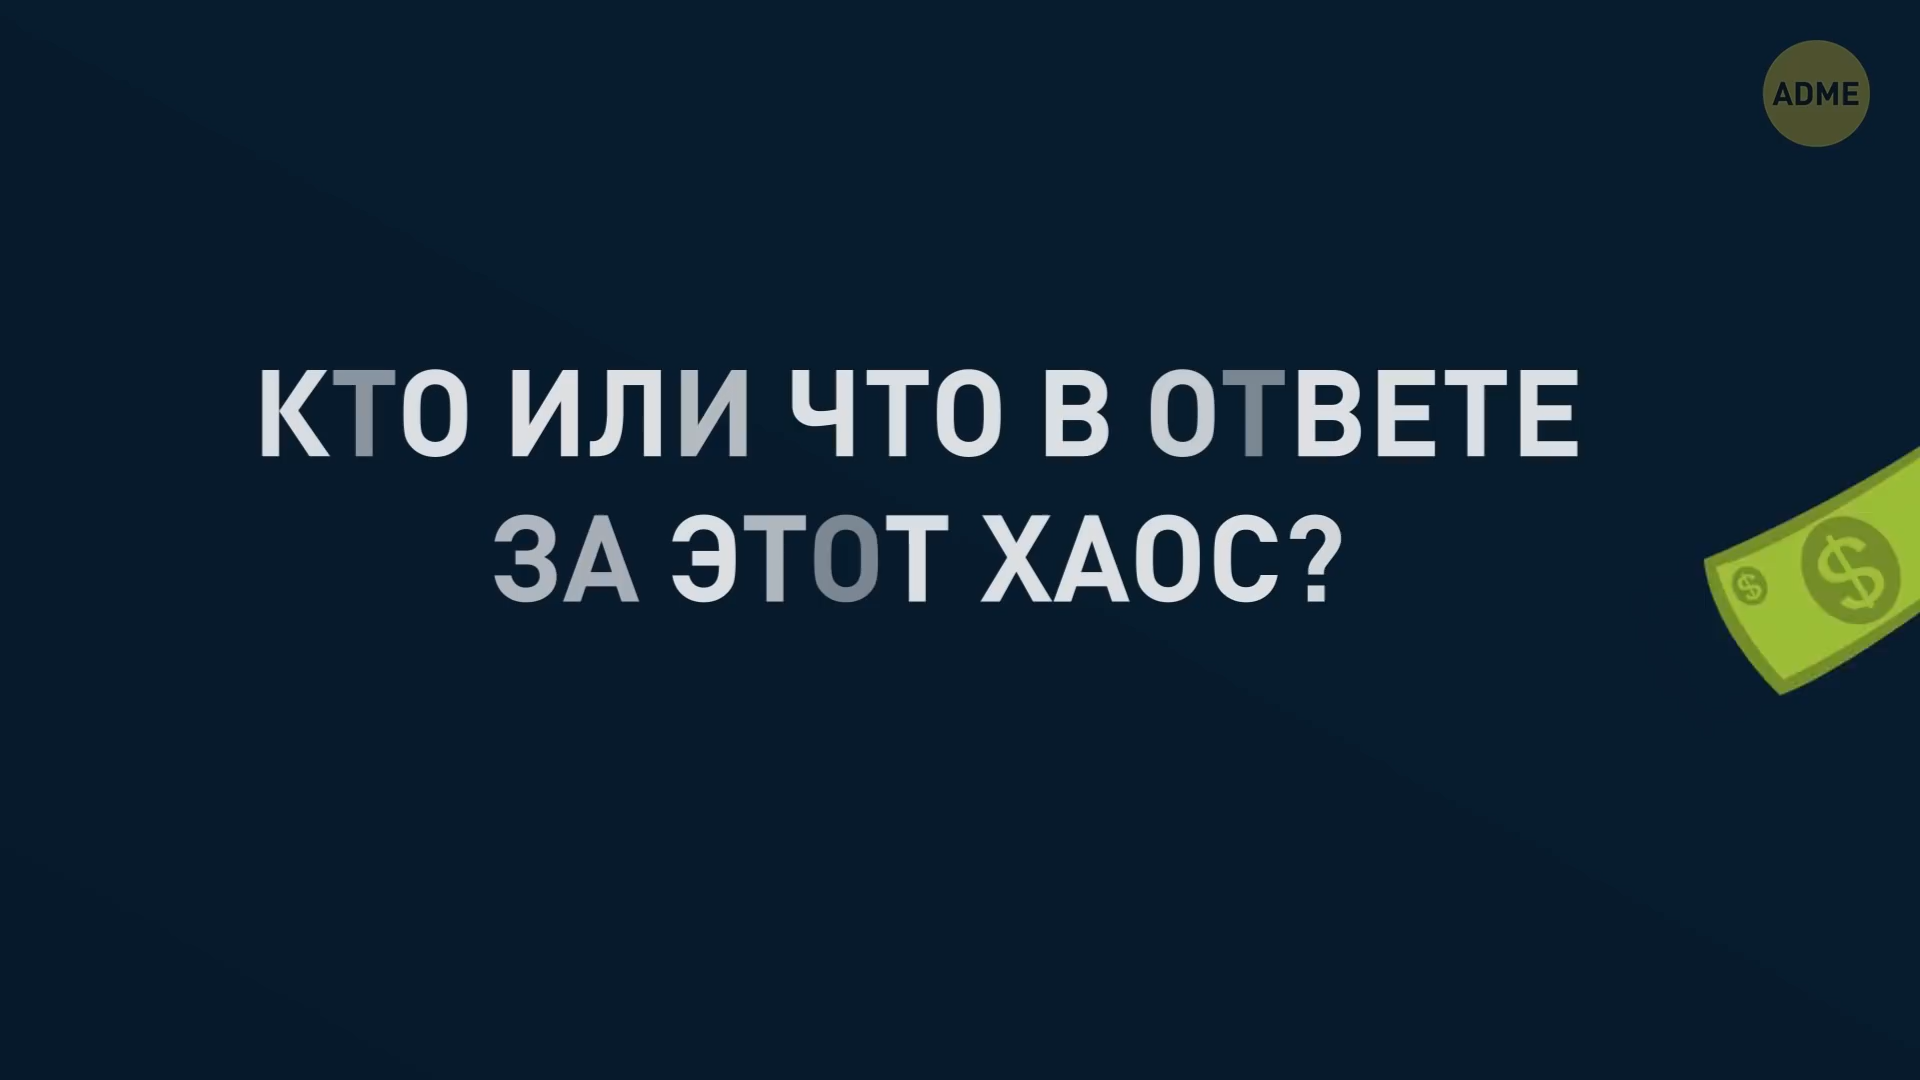 ADME
КТО ИЛИ ЧТО В ОТВЕТЕ
ЗА ЭТОТ ХАОС?
$ $